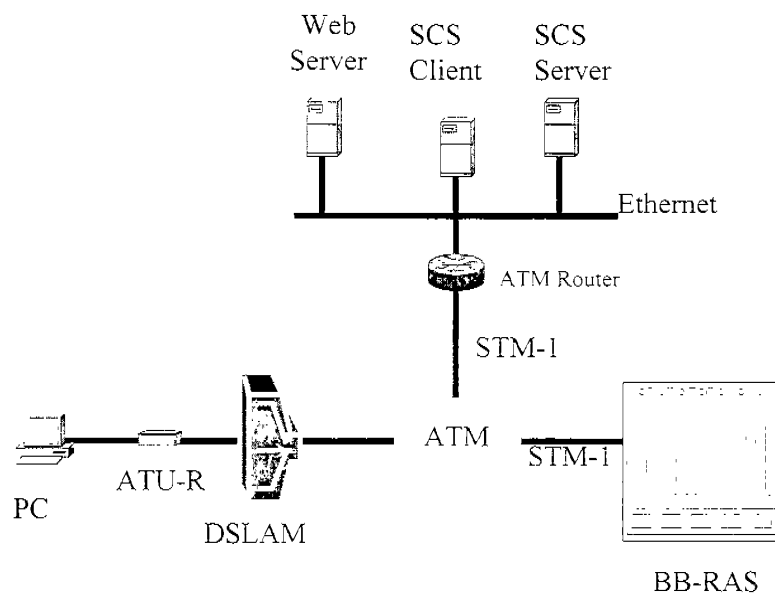 Web
Server
SCS
Client
SCS
Server
Ethernet
ATM Router
STM-1
ATM
STM-1
PC
ATU-R
DSLAM
BB-RAS